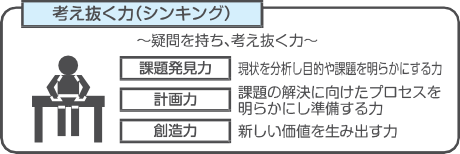 考え抜く力(シンキング)
～疑問を持ち、考え抜く力～
課題発見力 現状を分析し目的や課題を明らかにする力
計画力 課題の解決に向けたプロセスを
明らかにし準備する力
創造力 新しい価値を生み出す力